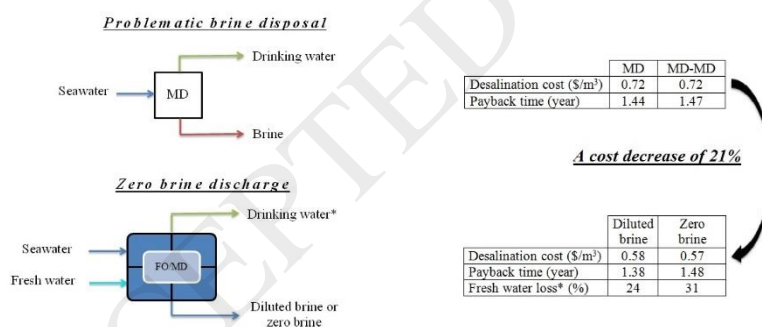 Problematic brine disposal
Drinking water
Seawater
MD
Brine
MD MD-MD
Desalination cost ($/m³) 0.72 0.72
Payback time (year) 1.44 1.47
A cost decrease of 21%
Zero brine discharge
Drinking water*
Seawater
FO/MD
Fresh water
Diluted brine or
zero brine
Diluted Zero
brine brine
Desalination cost ($/m³) 0.58 0.57
Payback time (year) 1.38 1.48
Fresh water loss* (%) 24 31
CEPTED